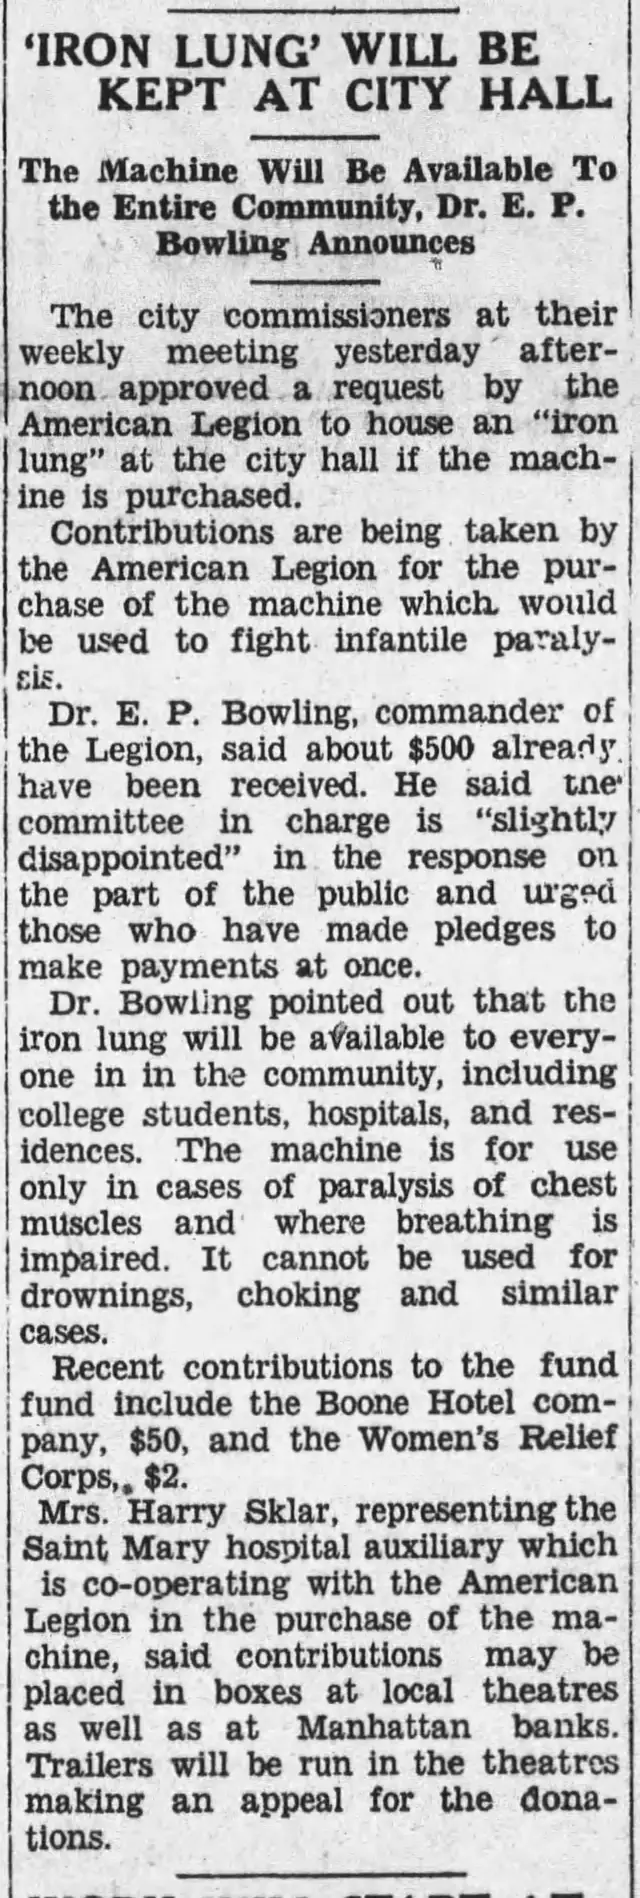 'IRON LUNG' WILL BE
KEPT AT CITY HALL
The Machine Will Be Available To
the Entire Community, Dr. E. P.
Bowling Announces
The city commissioners at their
weekly meeting yesterday after-
noon approved a request by the
American Legion to house an "iron
lung" at the city hall if the mach-
ine is purchased.
Contributions are being taken by
the American Legion for the pur-
chase of the machine which would
be used to fight infantile paraly-
sis.
Dr. E. P. Bowling, commander of
the Legion, said about $500 already
have been received. He said the
committee in charge is "slightly
disappointed" in the response on
the part of the public and urged
those who have made pledges to
make payments at once.
Dr. Bowling pointed out that the
iron lung will be available to every-
one in in the community, including
college students, hospitals, and res-
idences. The machine is for use
only in cases of paralysis of chest
muscles and where breathing is
impaired. It cannot be used for
drownings, choking and similar
cases.
Recent contributions to the fund
fund include the Boone Hotel com-
pany, $50, and the Women's Relief
Corps,. $2.
Mrs. Harry Sklar, representing the
Saint Mary hospital auxiliary which
is co-operating with the American
Legion in the purchase of the ma-
chine, said contributions may be
placed in boxes at local theatres
as well as at Manhattan banks.
Trailers will be run in the theatres
making an appeal for the dona-
tions.